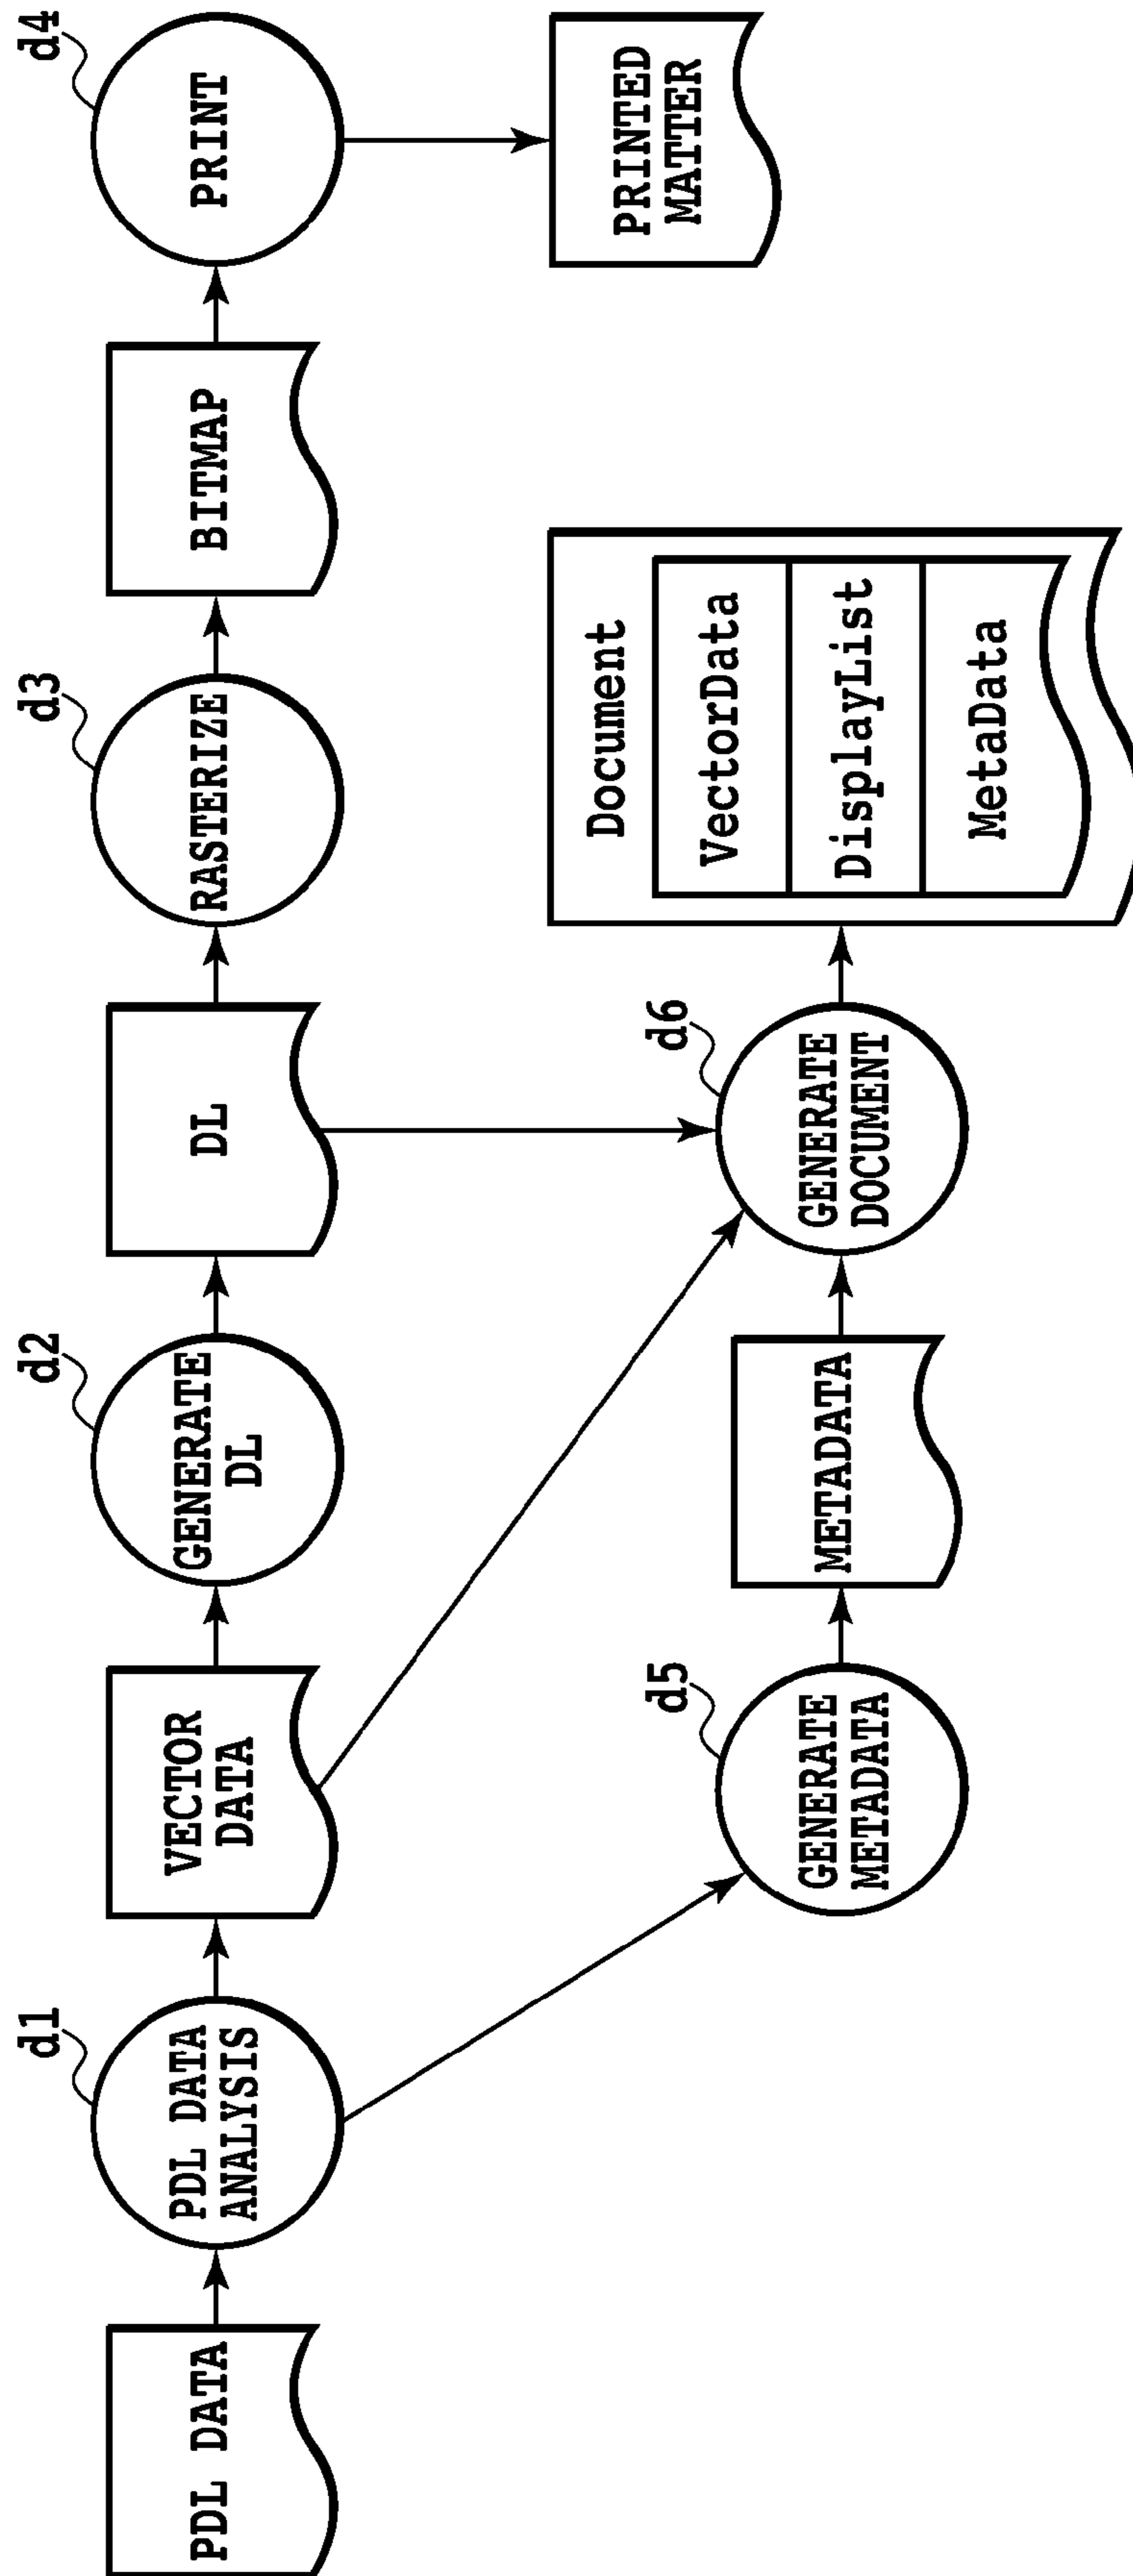 d1
d2
d3
d4
PDL DATA
PDL DATA
ANALYSIS
VECTOR
DATA
GENERATE
DL
DL
RASTERIZE
BITMAP
PRINT
d5
d6
GENERATE
METADATA
METADATA
GENERATE
DOCUMENT
Document
VectorData
DisplayList
MetaData
PRINTED
MATTER